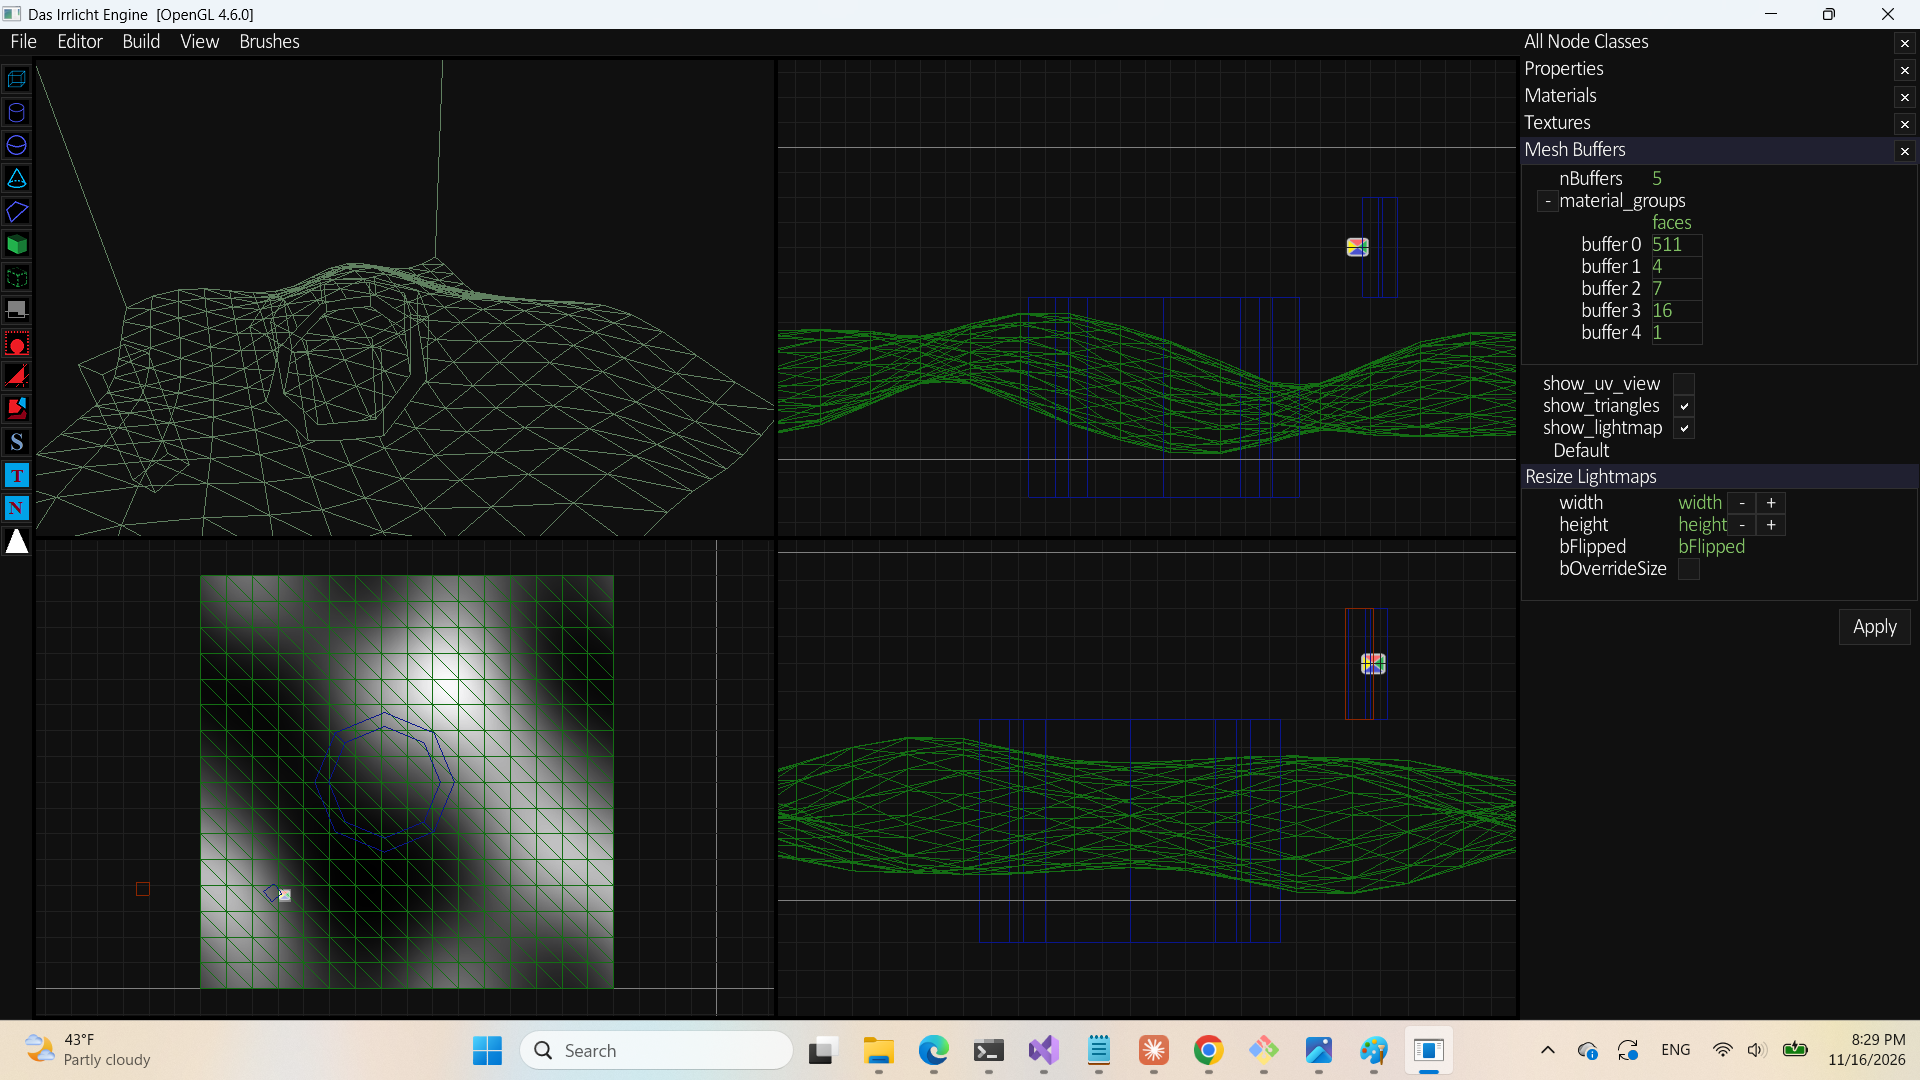 Das Irrlicht Engine [OpenGL 4.6.0]
File Editor Build View Brushes
S
T
N
All Node Classes
Properties
Materials
Textures
Mesh Buffers
nBuffers 5
- material_groups
faces
buffer 0 511
buffer 1 4
buffer 2 7
buffer 3 16
buffer 4 1
show_uv_view
show_triangles
show_lightmap
Default
Resize Lightmaps
width width - +
height height - +
bFlipped bFlipped
bOverrideSize
Apply
43°F
Partly cloudy
Search
ENG
8:29 PM
11/16/2026